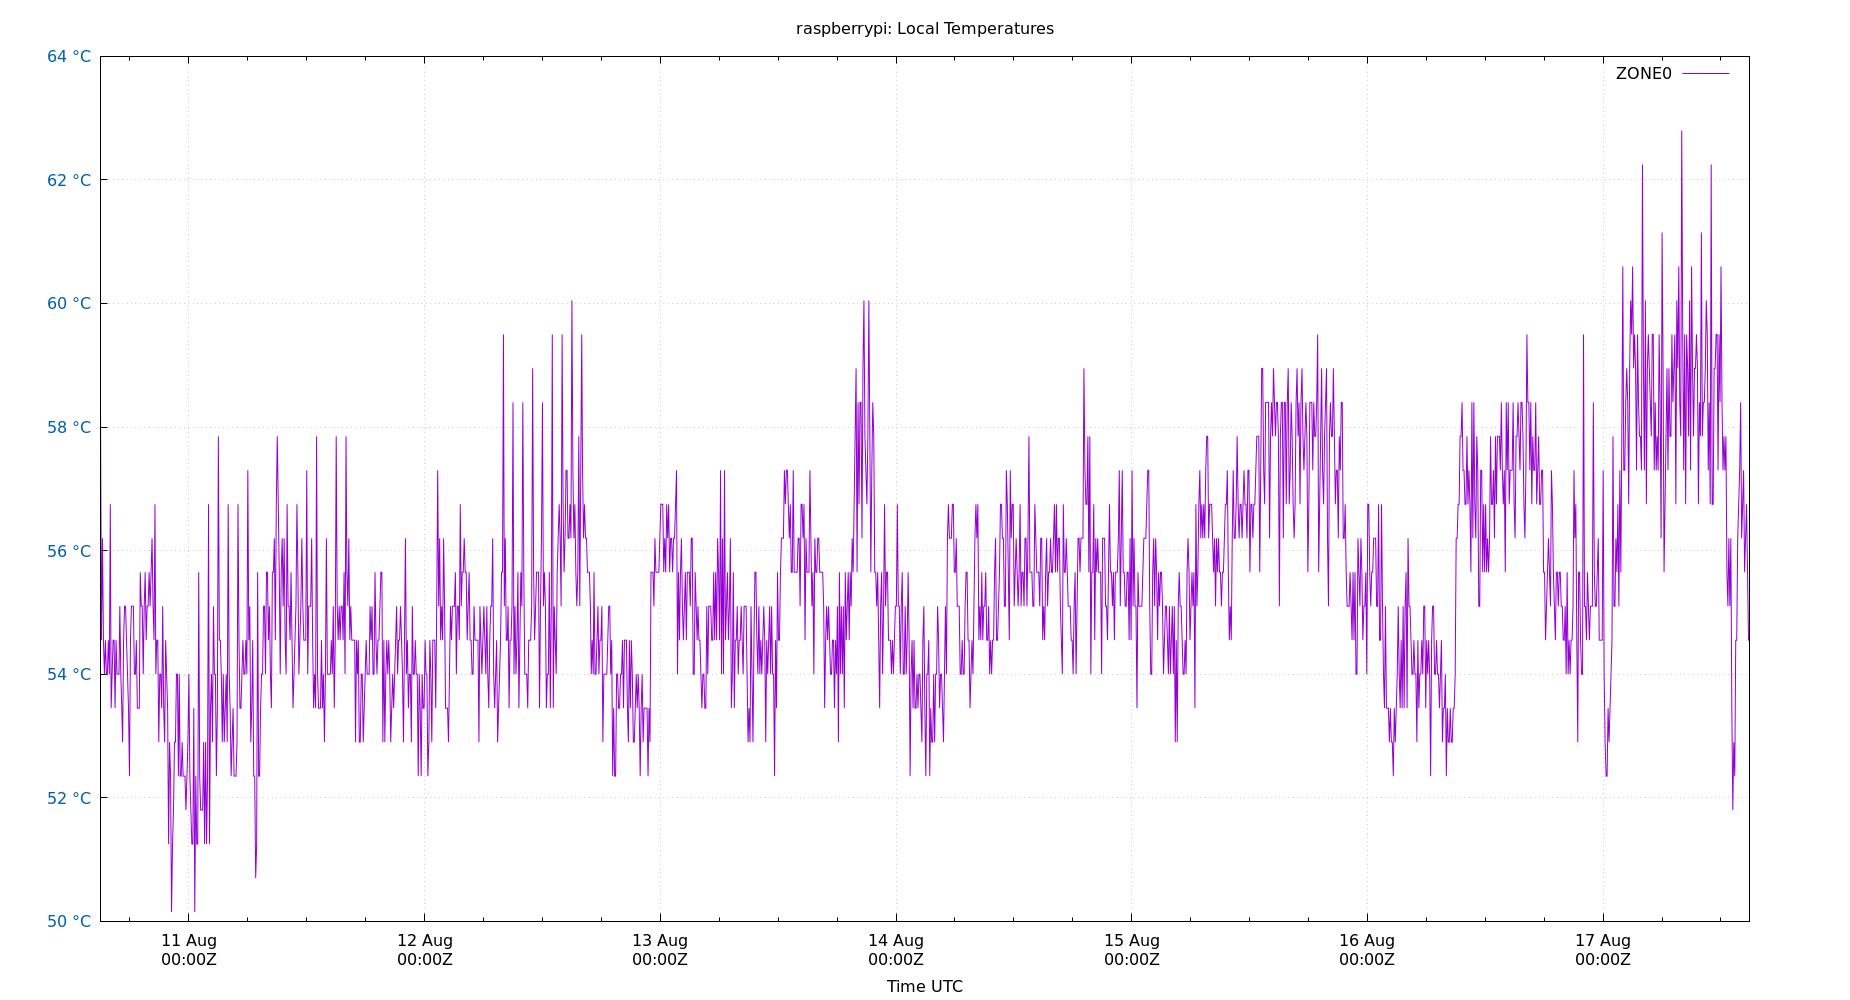 raspberrypi: Local Temperatures
64 °C
ZONE0
62 °C
60 °C
58 °C
56 °C
54 °C
52 °C
50 °C
11 Aug 12 Aug 13 Aug 14 Aug 15 Aug 16 Aug 17 Aug
00:00Z 00:00Z 00:00Z 00:00Z 00:00Z 00:00Z 00:00Z
Time UTC